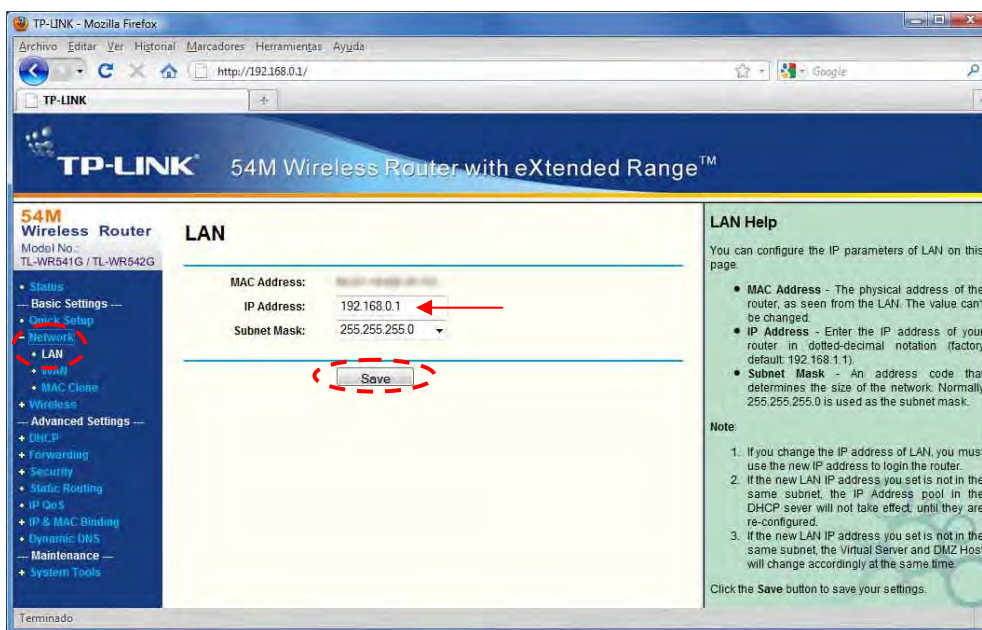 TP-LINK - Mozilla Firefox
Archivo Editar Ver Historial Marcadores Herramientas Ayuda
http://192.168.0.1/
Google
TP-LINK
TP-LINK® 54M Wireless Router with eXtended Range™
54M
Wireless Router
Model No.:
TL-WR541G / TL-WR542G
• Status
--- Basic Settings ---
• Quick Setup
- Network
• LAN
• WAN
• MAC Clone
+ Wireless
--- Advanced Settings ---
+ DHCP
+ Forwarding
+ Security
• Static Routing
• IP QoS
+ IP & MAC Binding
• Dynamic DNS
--- Maintenance ---
+ System Tools
LAN
MAC Address:
IP Address: 192.168.0.1
Subnet Mask: 255.255.255.0
Save
LAN Help
You can configure the IP parameters of LAN on this
page.
• MAC Address - The physical address of the
router, as seen from the LAN. The value can'
be changed.
• IP Address - Enter the IP address of your
router in dotted-decimal notation (factory
default: 192.168.1.1).
• Subnet Mask - An address code that
determines the size of the network. Normally
255.255.255.0 is used as the subnet mask.
Note:
1. If you change the IP address of LAN, you must
use the new IP address to login the router.
2. If the new LAN IP address you set is not in the
same subnet, the IP Address pool in the
DHCP sever will not take effect, until they are
re-configured.
3. If the new LAN IP address you set is not in the
same subnet, the Virtual Server and DMZ Host
will change accordingly at the same time.
Click the Save button to save your settings.
Terminado